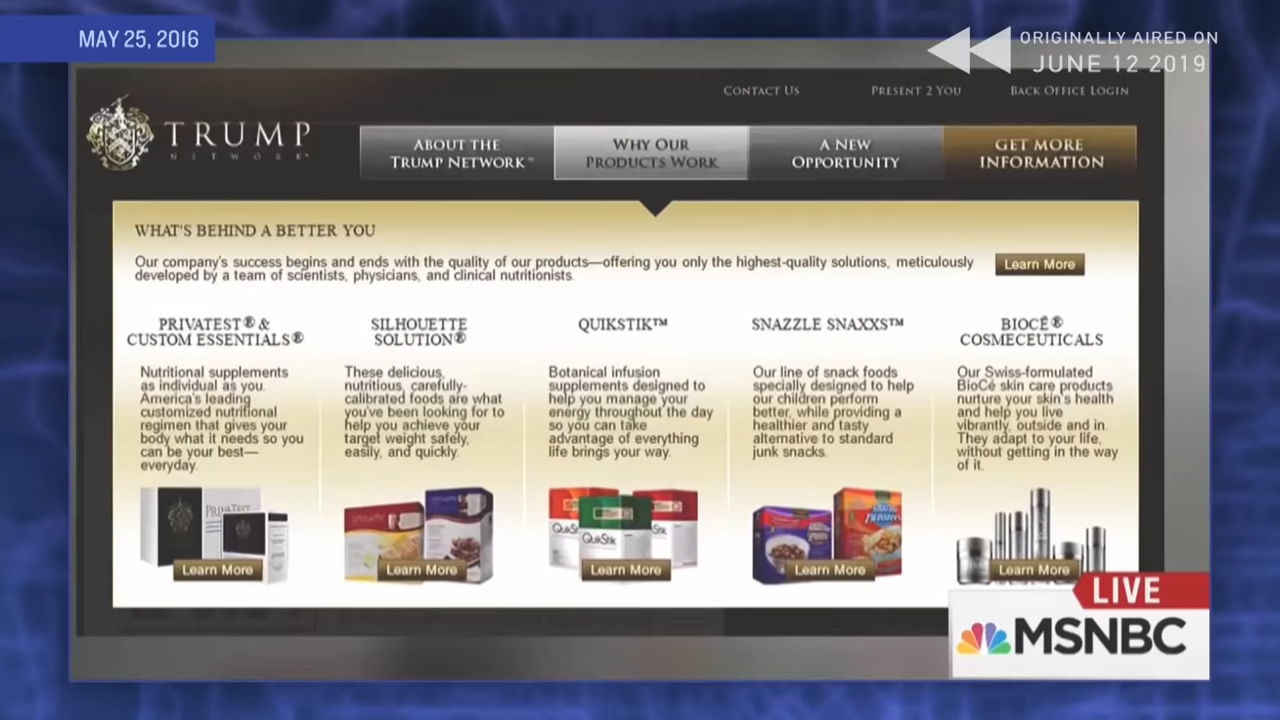 MAY 25, 2016
ORIGINALLY AIRED ON
JUNE 12 2019
CONTACT US
PRESENT 2 YOU
BACK OFFICE LOGIN
TRUMP
NETWORK
ABOUT THE
TRUMP NETWORK™
WHY OUR
PRODUCTS WORK
A NEW
OPPORTUNITY
GET MORE
INFORMATION
WHAT'S BEHIND A BETTER YOU
Our company's success begins and ends with the quality of our products—offering you only the highest-quality solutions, meticulously
developed by a team of scientists, physicians, and clinical nutritionists.
Learn More
PRIVATEST® &
CUSTOM ESSENTIALS®
Nutritional supplements
as individual as you.
America's leading
customized nutritional
regimen that gives your
body what it needs so you
can be your best—
everyday.
PRIVATEST
Learn More
SILHOUETTE
SOLUTION®
These delicious,
nutritious, carefully-
calibrated foods are what
you've been looking for to
help you achieve your
target weight safely,
easily, and quickly.
Learn More
QUIKSTIK™
Botanical infusion
supplements designed to
help you manage your
energy throughout the day
so you can take
advantage of everything
life brings your way.
QuikStik
Learn More
SNAZZLE SNAXXS™
Our line of snack foods
specially designed to help
our children perform
better, while providing a
healthier and tasty
alternative to standard
junk snacks.
Learn More
BIOCÉ®
COSMECEUTICALS
Our Swiss-formulated
BioCé skin care products
nurture your skin's health
and help you live
vibrantly, outside and in.
They adapt to your life,
without getting in the way
of it.
Learn More
LIVE
MSNBC